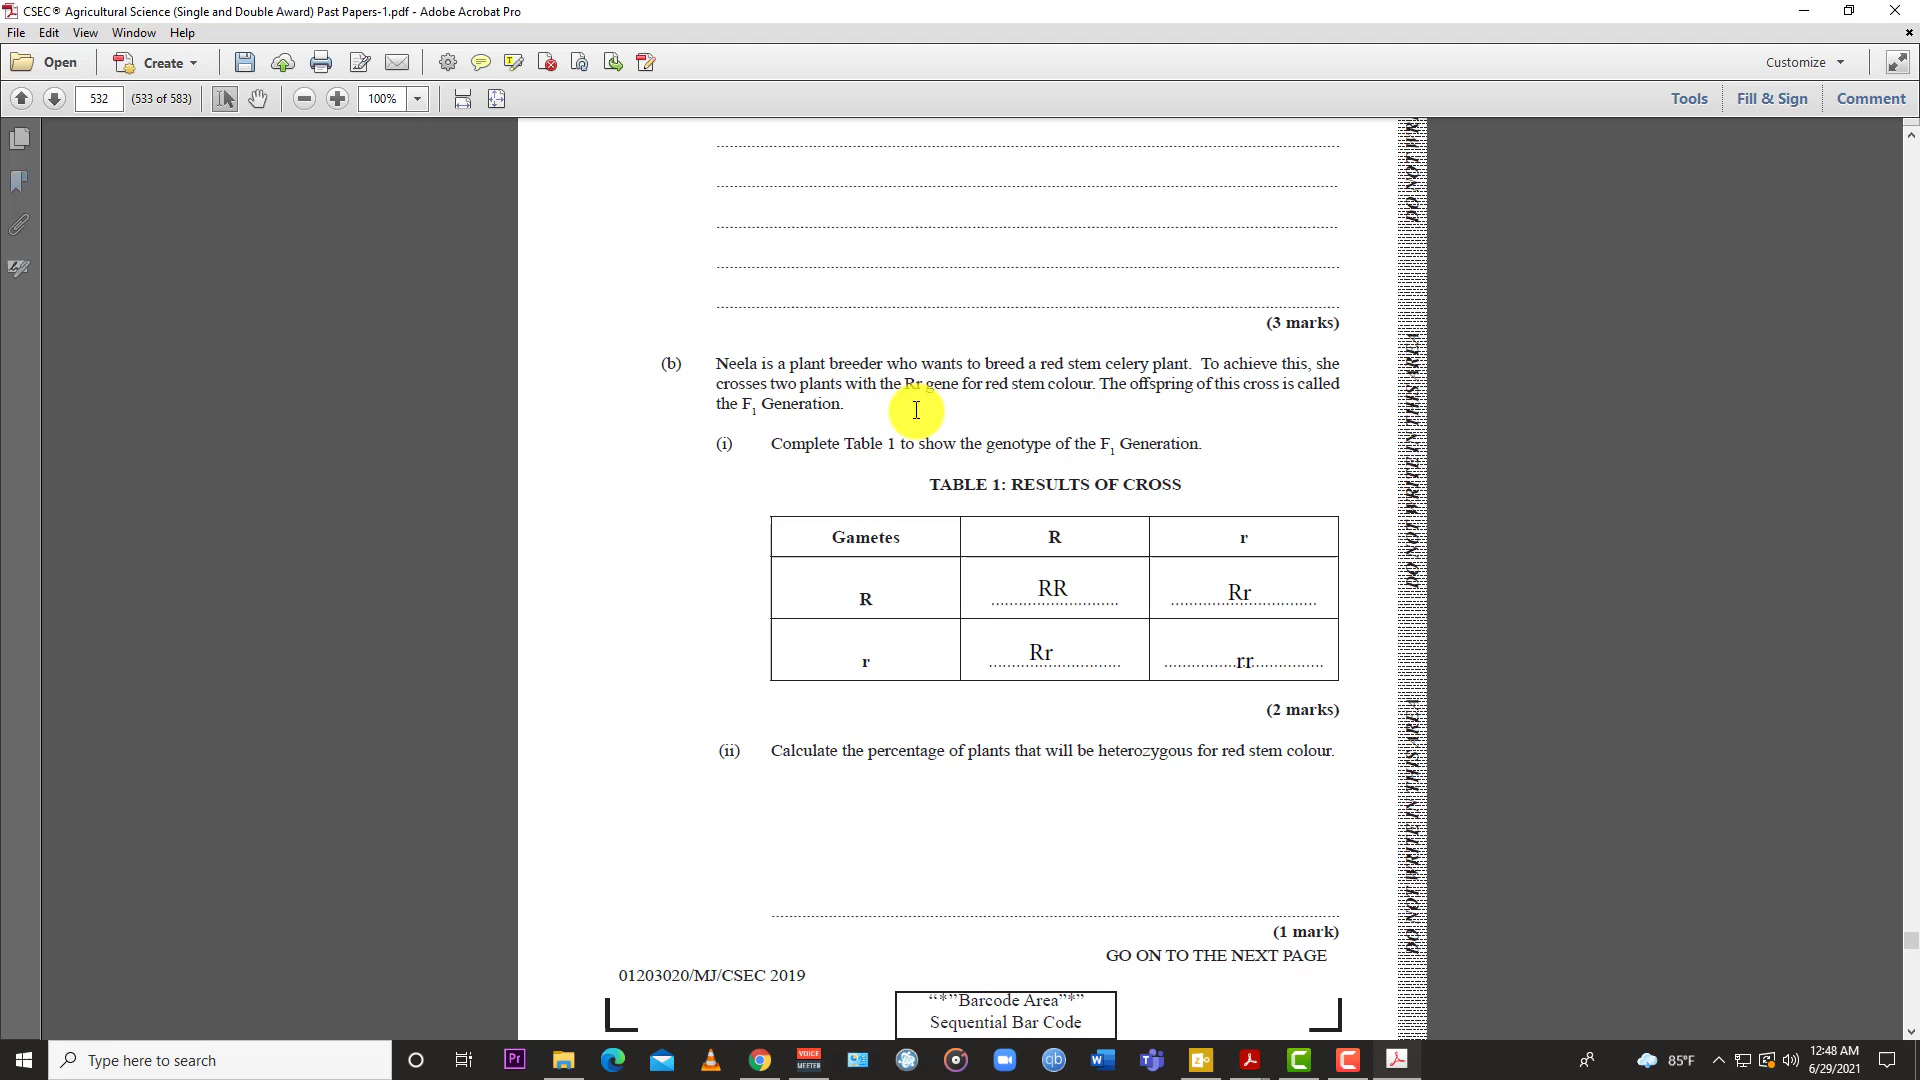 CSEC® Agricultural Science (Single and Double Award) Past Papers-1.pdf - Adobe Acrobat Pro
File Edit View Window Help
Open Create Customize
532 (533 of 583) 100% Tools Fill & Sign Comment
(3 marks)
(b) Neela is a plant breeder who wants to breed a red stem celery plant. To achieve this, she
crosses two plants with the Rr gene for red stem colour. The offspring of this cross is called
the F1 Generation.
(i) Complete Table 1 to show the genotype of the F1 Generation.
TABLE 1: RESULTS OF CROSS
Gametes R r
R RR Rr
r Rr rr
(2 marks)
(ii) Calculate the percentage of plants that will be heterozygous for red stem colour.
(1 mark)
GO ON TO THE NEXT PAGE
01203020/MJ/CSEC 2019
“*”Barcode Area”*”
Sequential Bar Code
Type here to search
85°F
12:48 AM
6/29/2021